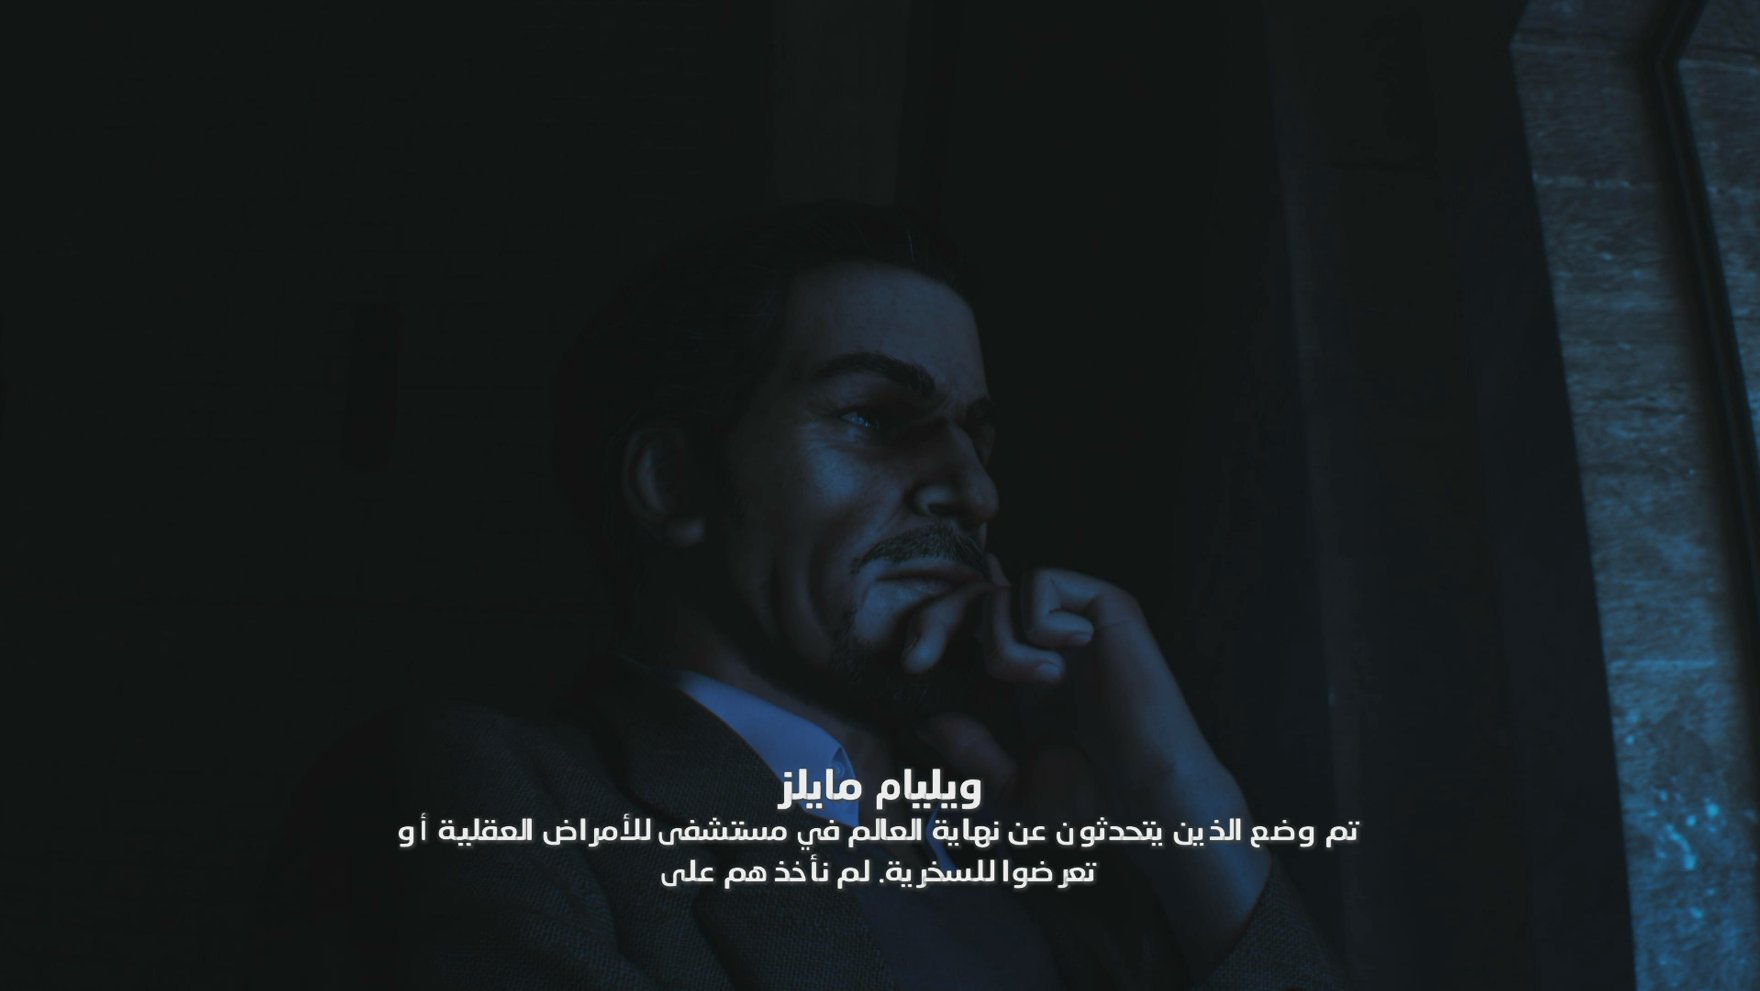 ويليام مايلز
تم وضع الذين يتحدثون عن نهاية العالم في مستشفى للأمراض العقلية أو
تعرضوا للسخرية. لم نأخذهم على